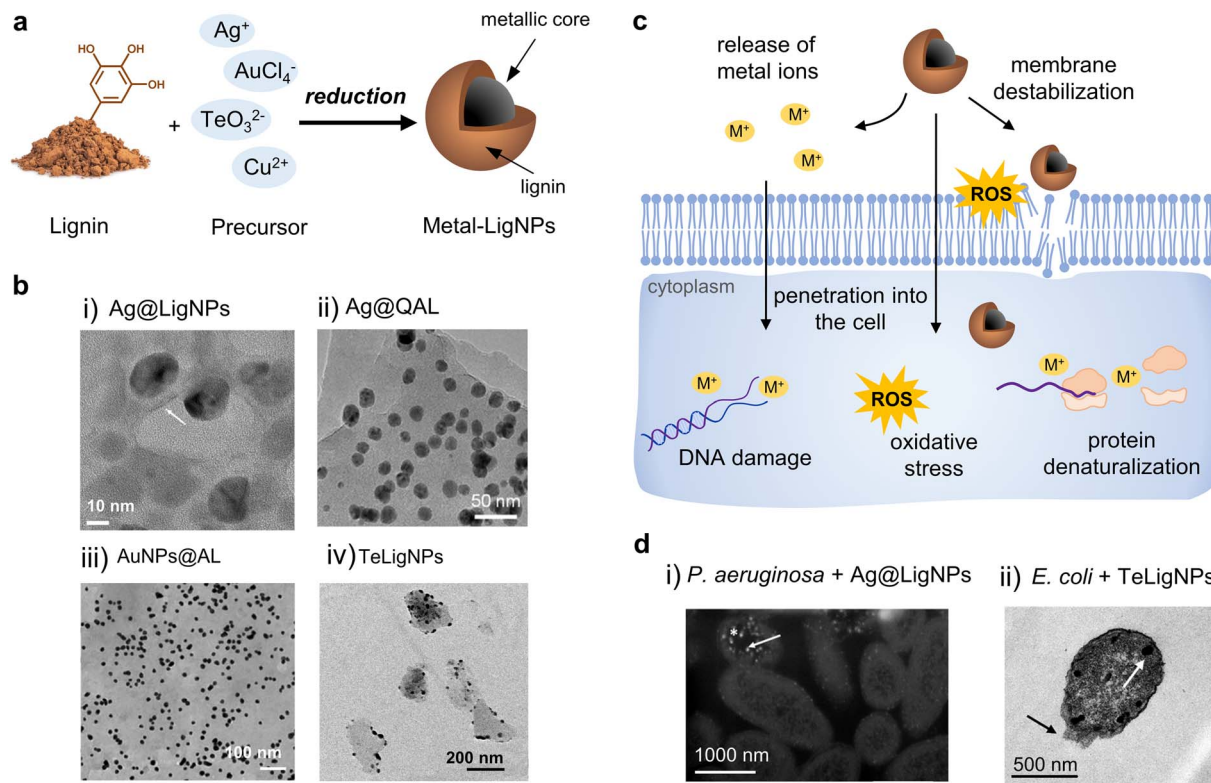 a
HO
OH
HO
OH
Lignin
+
Ag⁺
AuCl₄⁻
TeO₃²⁻
Cu²⁺
Precursor
reduction
metallic core
lignin
Metal-LigNPs
b
i) Ag@LigNPs
10 nm
ii) Ag@QAL
50 nm
iii) AuNPs@AL
100 nm
iv) TeLigNPs
200 nm
c
release of
metal ions
M⁺
M⁺
M⁺
membrane
destabilization
ROS
cytoplasm
penetration into
the cell
M⁺
M⁺
DNA damage
ROS
oxidative
stress
M⁺
M⁺
protein
denaturalization
d
i) P. aeruginosa + Ag@LigNPs
*
1000 nm
ii) E. coli + TeLigNPs
500 nm